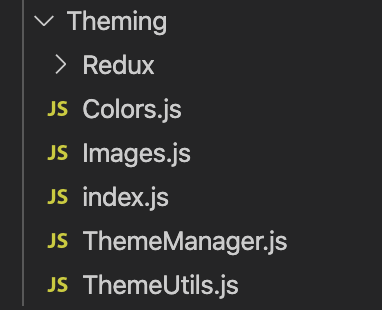 Theming
Redux
JS Colors.js
JS Images.js
JS index.js
JS ThemeManager.js
JS ThemeUtils.js